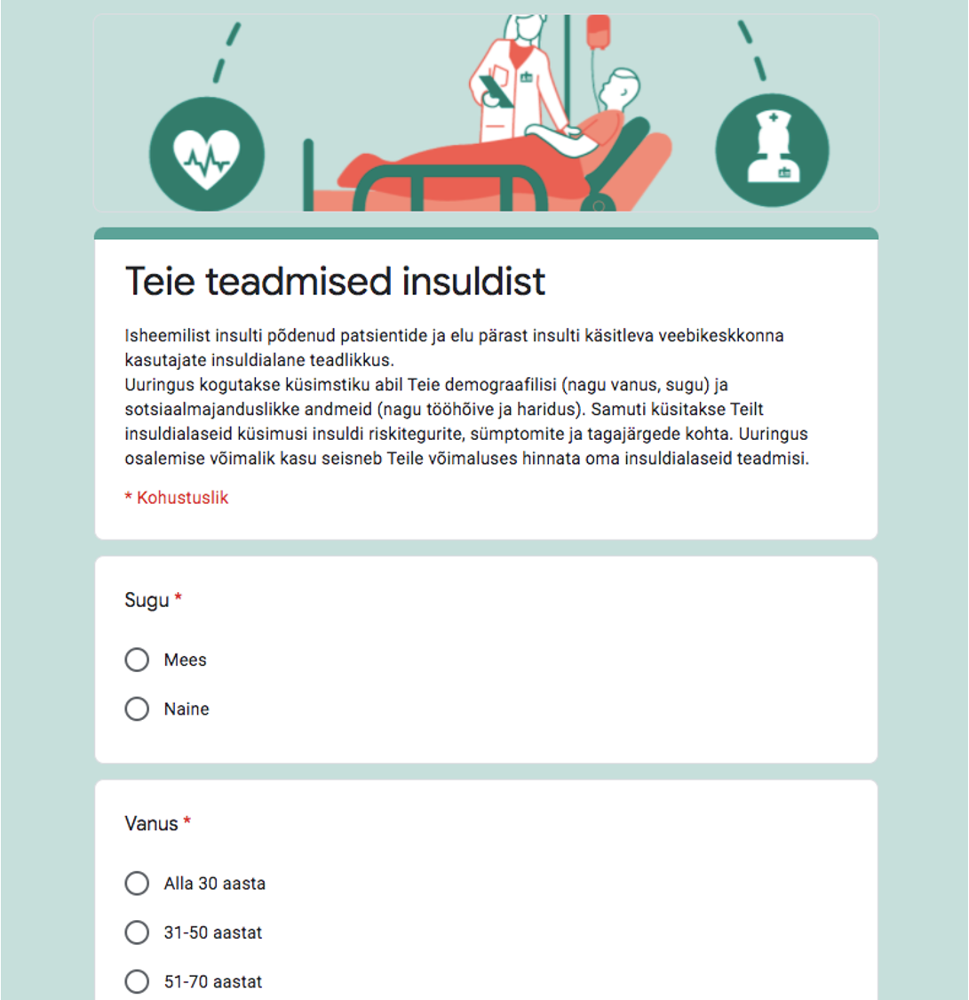 Teie teadmised insuldist
Isheemilist insulti põdenud patsientide ja elu pärast insulti käsitleva veebikeskkonna
kasutajate insuldialane teadlikkus.
Uuringus kogutakse küsimstiku abil Teie demograafilisi (nagu vanus, sugu) ja
sotsiaalmajanduslikke andmeid (nagu tööhõive ja haridus). Samuti küsitakse Teilt
insuldialaseid küsimusi insuldi riskitegurite, sümptomite ja tagajärgede kohta. Uuringus
osalemise võimalik kasu seisneb Teile võimaluses hinnata oma insuldialaseid teadmisi.
* Kohustuslik
Sugu *
Mees
Naine
Vanus *
Alla 30 aasta
31-50 aastat
51-70 aastat